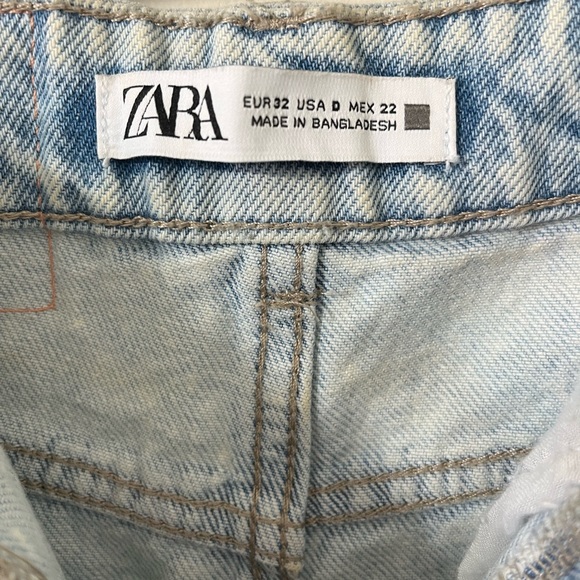 ZARA
EUR 32 USA 0 MEX 22
MADE IN BANGLADESH